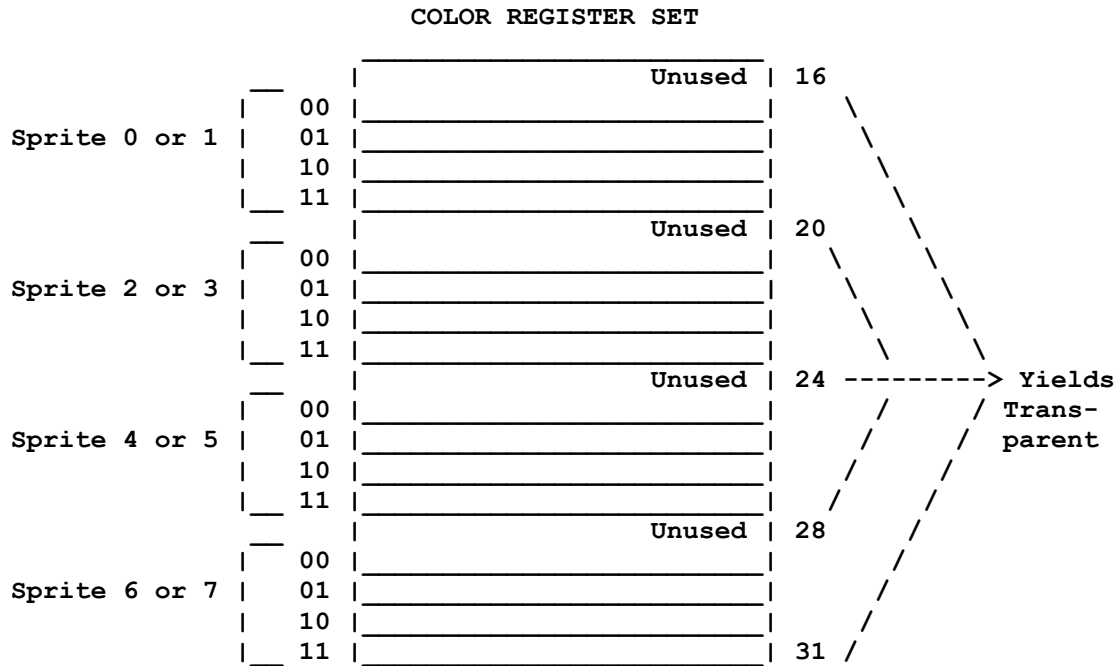 COLOR REGISTER SET
Unused 16
00
Sprite 0 or 1 01
10
11
Unused 20
00
Sprite 2 or 3 01
10
11
Unused 24 ----------> Yields
00 Trans-
Sprite 4 or 5 01 parent
10
11
Unused 28
00
Sprite 6 or 7 01
10
11 31